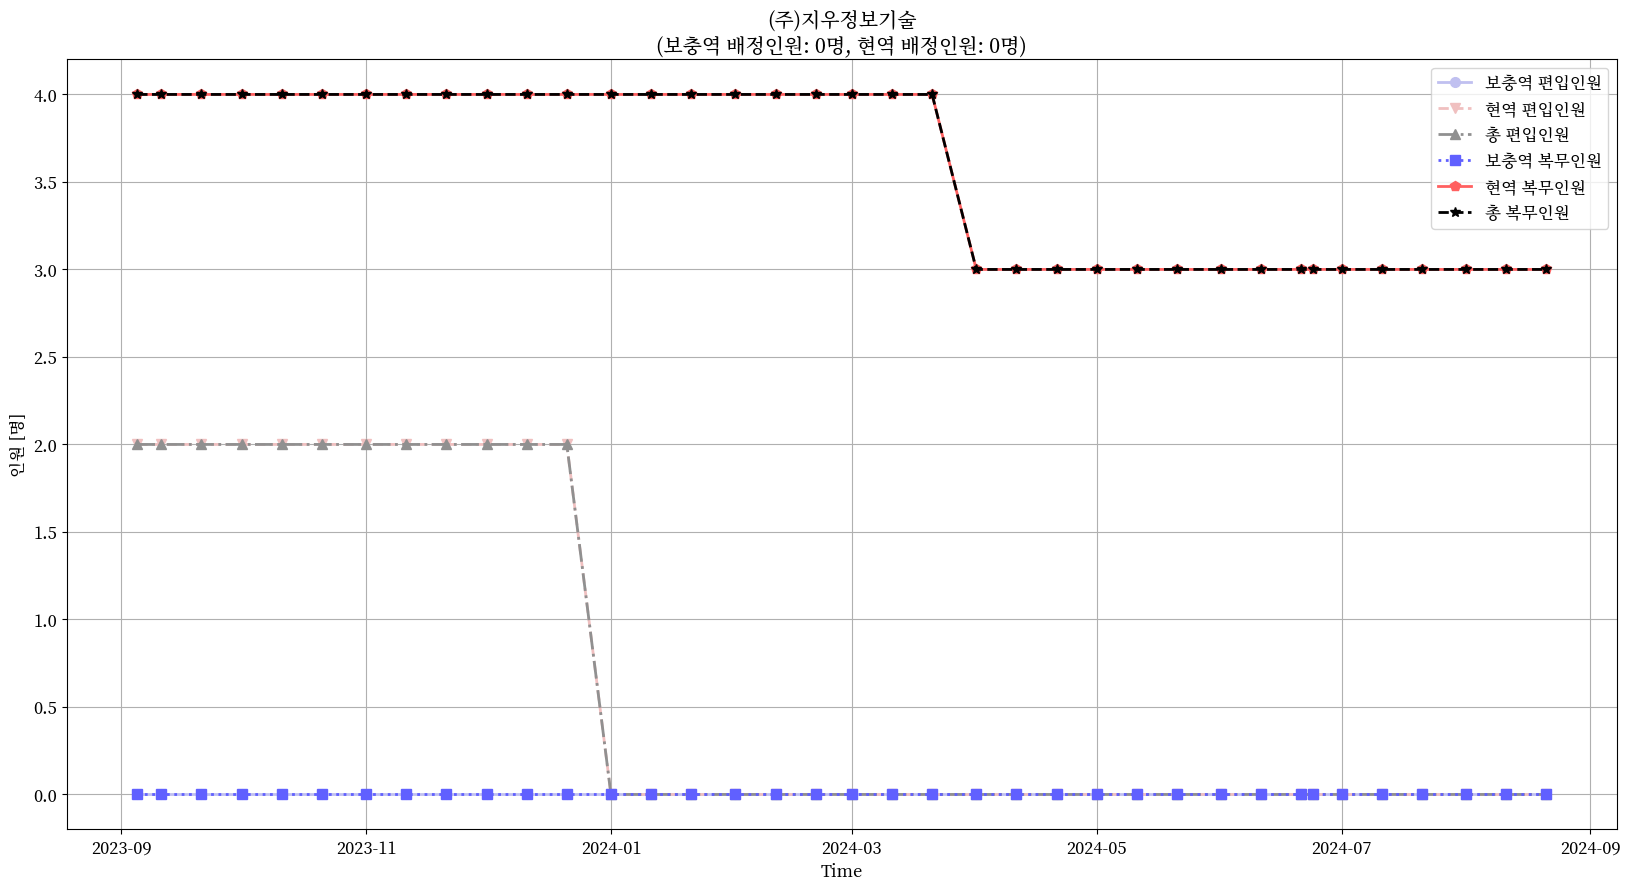 (주)지우정보기술
(보충역 배정인원: 0명, 현역 배정인원: 0명)
보충역 편입인원
현역 편입인원
총 편입인원
보충역 복무인원
현역 복무인원
총 복무인원
인원 [명]
4.0
3.5
3.0
2.5
2.0
1.5
1.0
0.5
0.0
2023-09 2023-11 2024-01 2024-03 2024-05 2024-07 2024-09
Time